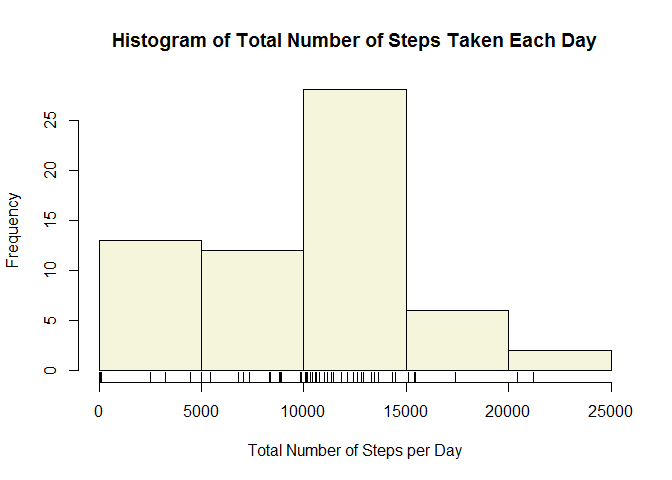 Histogram of Total Number of Steps Taken Each Day
Frequency
25
20
15
10
5
0
0 5000 10000 15000 20000 25000
Total Number of Steps per Day